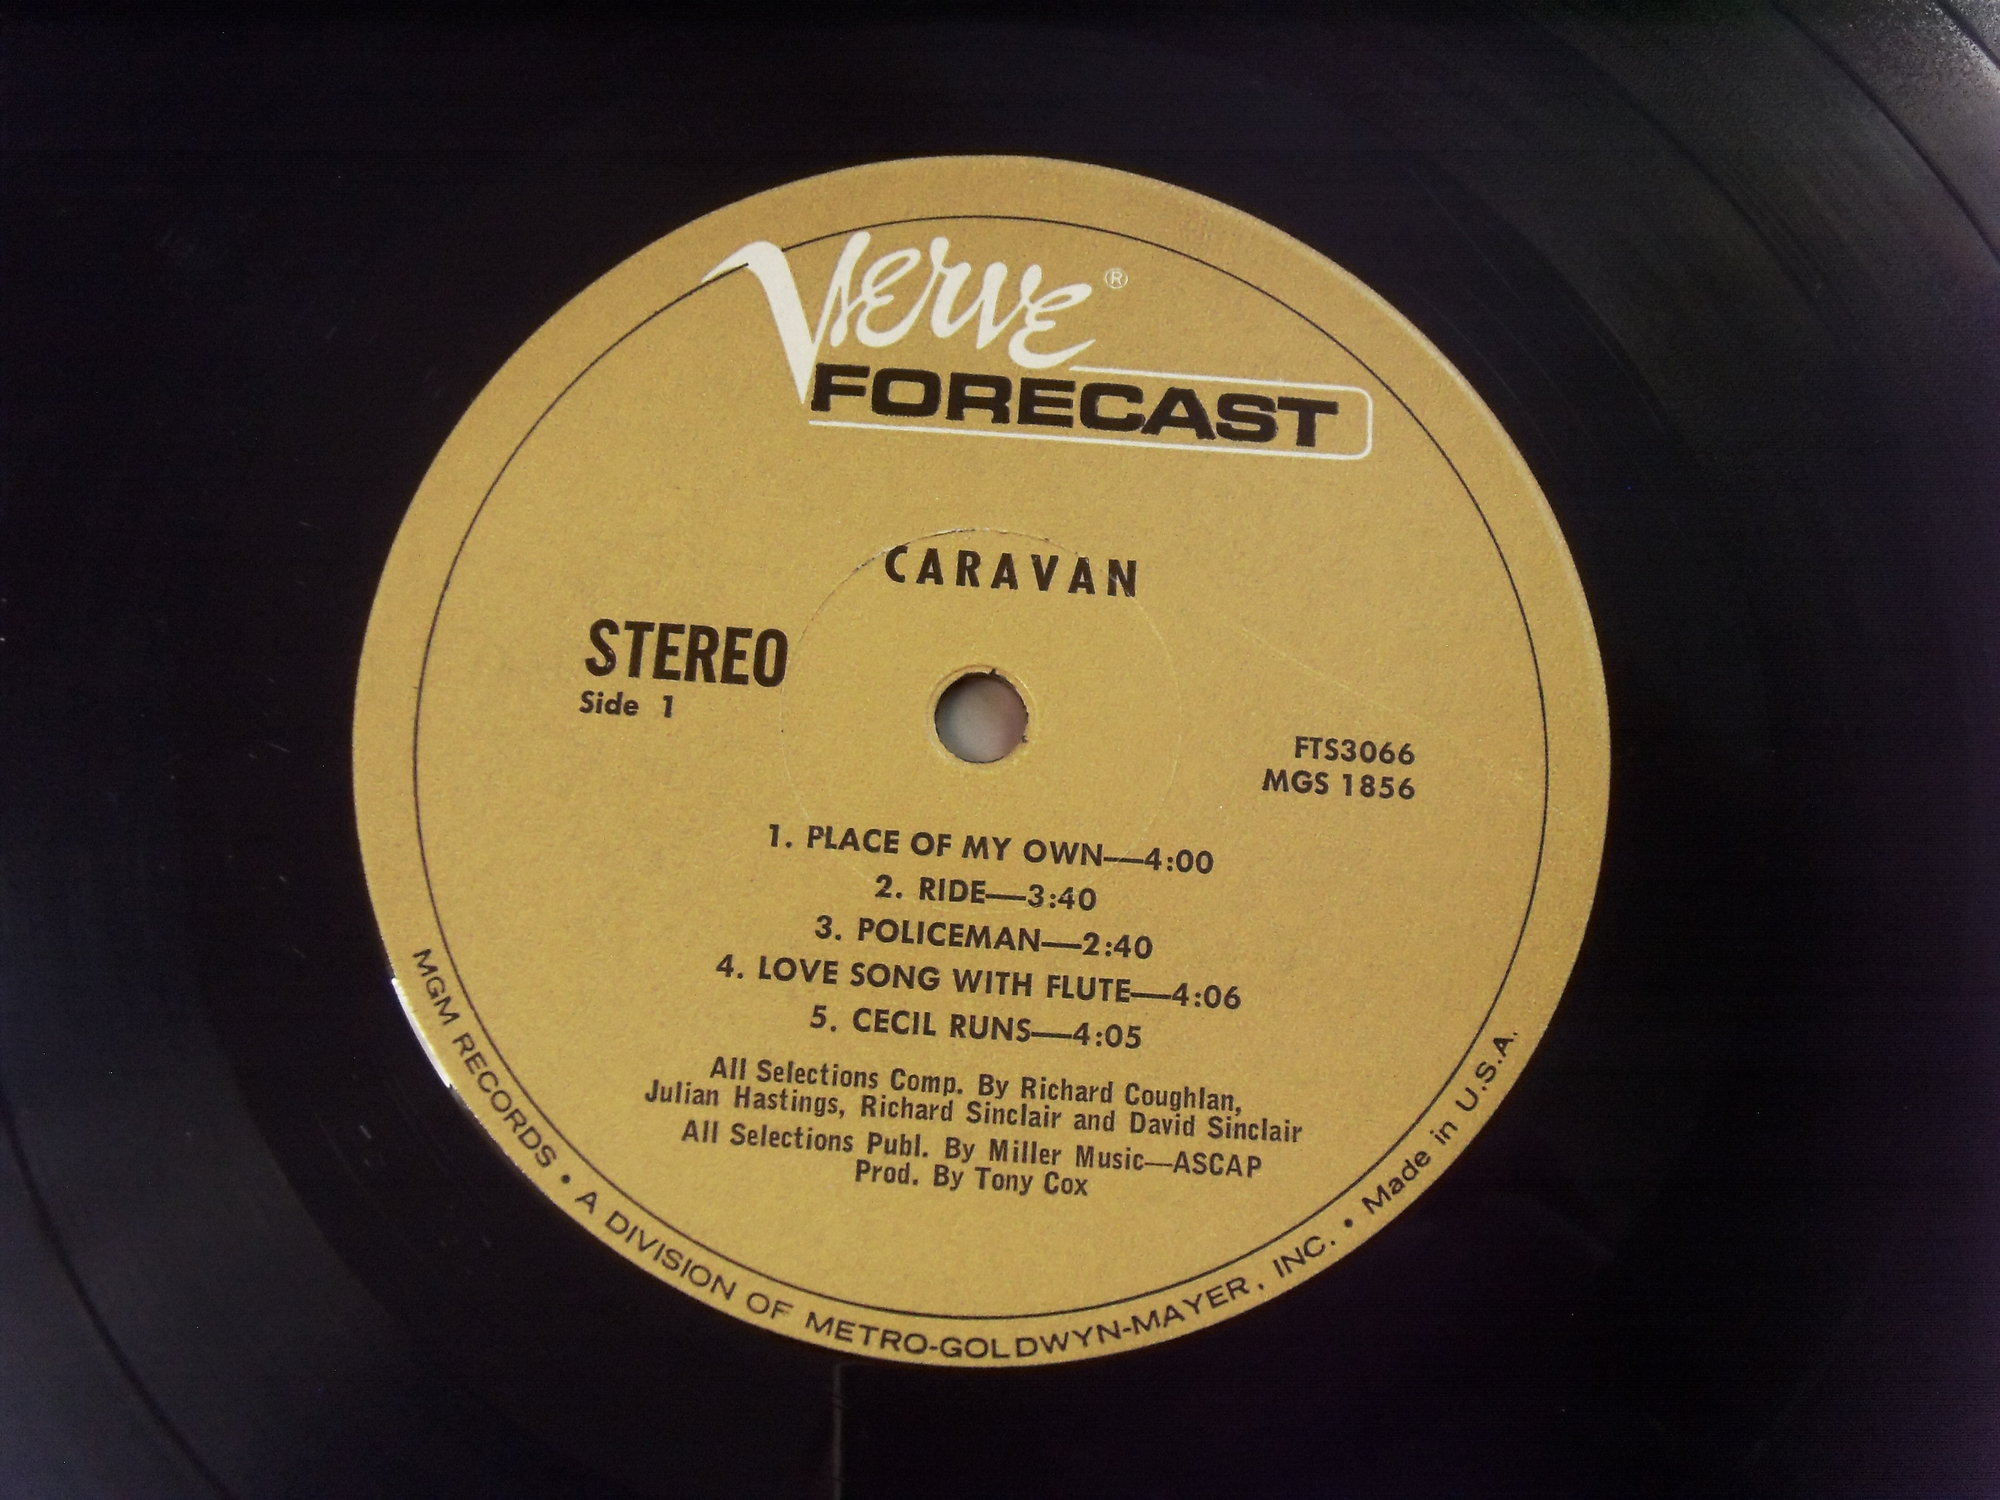 Verve ®
FORECAST
CARAVAN
STEREO
Side 1
FTS3066
MGS 1856
1. PLACE OF MY OWN—4:00
2. RIDE—3:40
3. POLICEMAN—2:40
4. LOVE SONG WITH FLUTE—4:06
5. CECIL RUNS—4:05
All Selections Comp. By Richard Coughlan,
Julian Hastings, Richard Sinclair and David Sinclair
All Selections Publ. By Miller Music—ASCAP
Prod. By Tony Cox
MGM RECORDS • A DIVISION OF METRO-GOLDWYN-MAYER, INC. • Made in U.S.A.